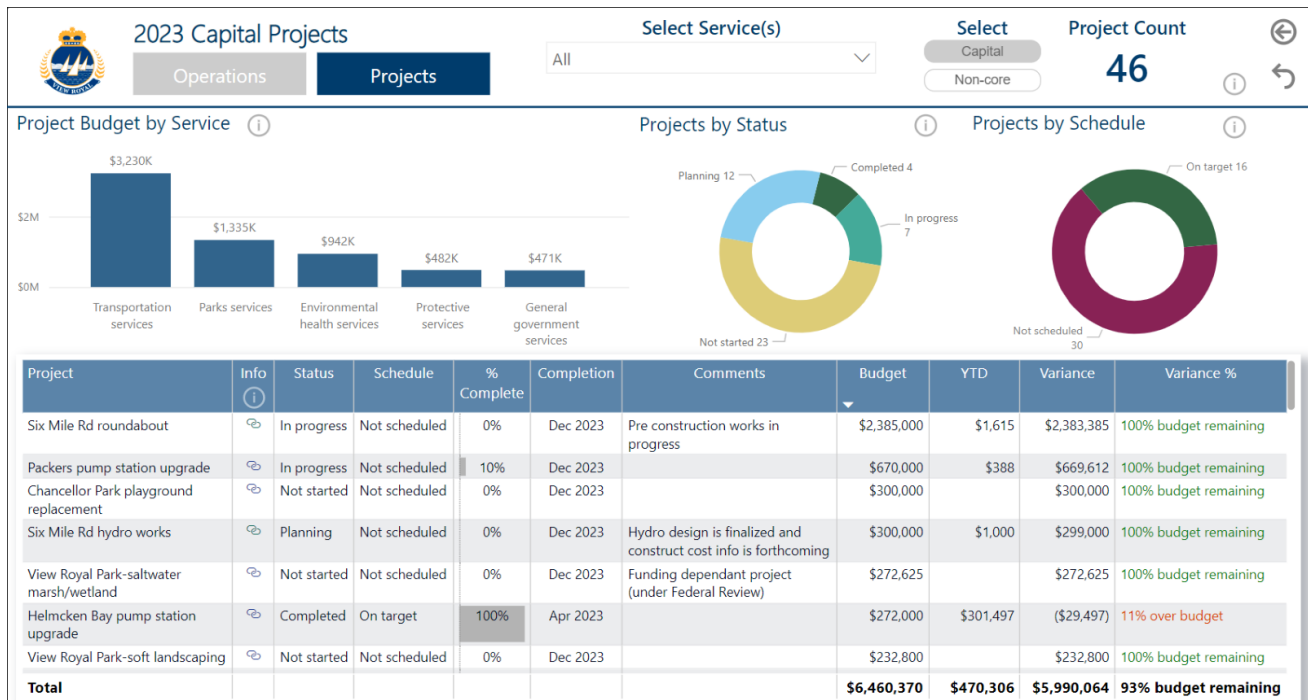 2023 Capital Projects
Operations
Projects
Select Service(s)
All
Select
Capital
Non-core
Project Count
46
VIEW ROYAL
Project Budget by Service
$3,230K
$1,335K
$942K
$482K
$471K
$2M
$0M
Transportation
services
Parks services
Environmental
health services
Protective
services
General
government
services
Projects by Status
Planning 12
Completed 4
In progress
7
Not started 23
Projects by Schedule
On target 16
Not scheduled
30
Project Info Status Schedule % Complete Completion Comments Budget YTD Variance Variance %
Six Mile Rd roundabout In progress Not scheduled 0% Dec 2023 Pre construction works in $2,385,000 $1,615 $2,383,385 100% budget remaining
progress
Packers pump station upgrade In progress Not scheduled 10% Dec 2023 $670,000 $388 $669,612 100% budget remaining
Chancellor Park playground Not started Not scheduled 0% Dec 2023 $300,000 $300,000 100% budget remaining
replacement
Six Mile Rd hydro works Planning Not scheduled 0% Dec 2023 Hydro design is finalized and $300,000 $1,000 $299,000 100% budget remaining
construct cost info is forthcoming
View Royal Park-saltwater Not started Not scheduled 0% Dec 2023 Funding dependant project $272,625 $272,625 100% budget remaining
marsh/wetland (under Federal Review)
Helmcken Bay pump station Completed On target 100% Apr 2023 $272,000 $301,497 ($29,497) 11% over budget
upgrade
View Royal Park-soft landscaping Not started Not scheduled 0% Dec 2023 $232,800 $232,800 100% budget remaining
Total $6,460,370 $470,306 $5,990,064 93% budget remaining